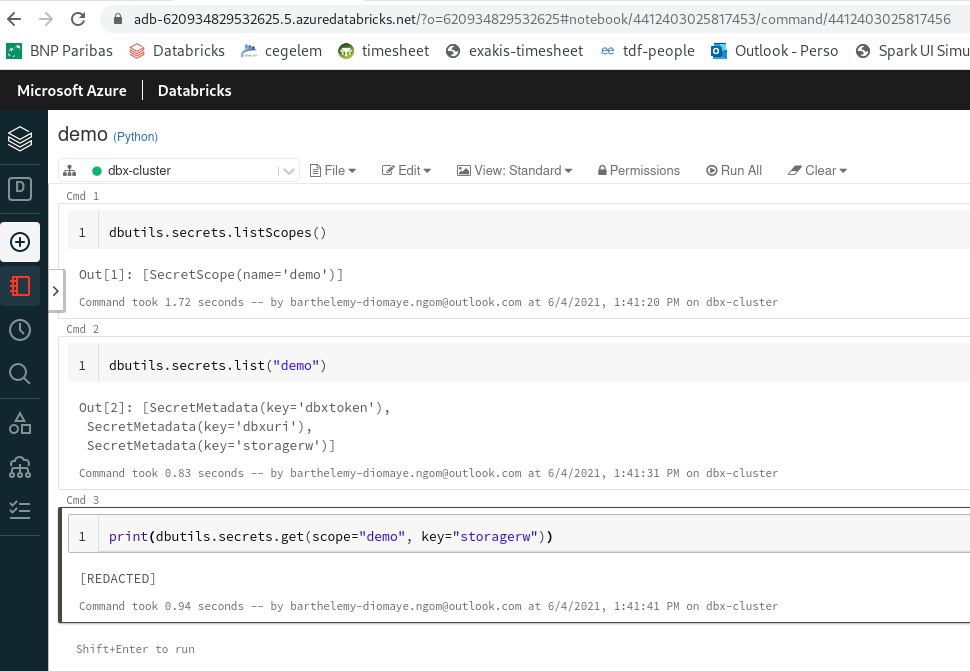 adb-620934829532625.5.azuredatabricks.net/?o=620934829532625#notebook/4412403025817453/command/4412403025817456
BNP Paribas Databricks cegelem timesheet exakis-timesheet tdf-people Outlook - Perso Spark UI Simu
Microsoft Azure Databricks
demo (Python)
dbx-cluster File Edit View: Standard Permissions Run All Clear
Cmd 1
1 dbutils.secrets.listScopes()
Out[1]: [SecretScope(name='demo')]
Command took 1.72 seconds -- by barthelemy-diomaye.ngom@outlook.com at 6/4/2021, 1:41:20 PM on dbx-cluster
Cmd 2
1 dbutils.secrets.list("demo")
Out[2]: [SecretMetadata(key='dbxtoken'),
SecretMetadata(key='dbxuri'),
SecretMetadata(key='storagerw')]
Command took 0.83 seconds -- by barthelemy-diomaye.ngom@outlook.com at 6/4/2021, 1:41:31 PM on dbx-cluster
Cmd 3
1 print(dbutils.secrets.get(scope="demo", key="storagerw"))
[REDACTED]
Command took 0.94 seconds -- by barthelemy-diomaye.ngom@outlook.com at 6/4/2021, 1:41:41 PM on dbx-cluster
Shift+Enter to run